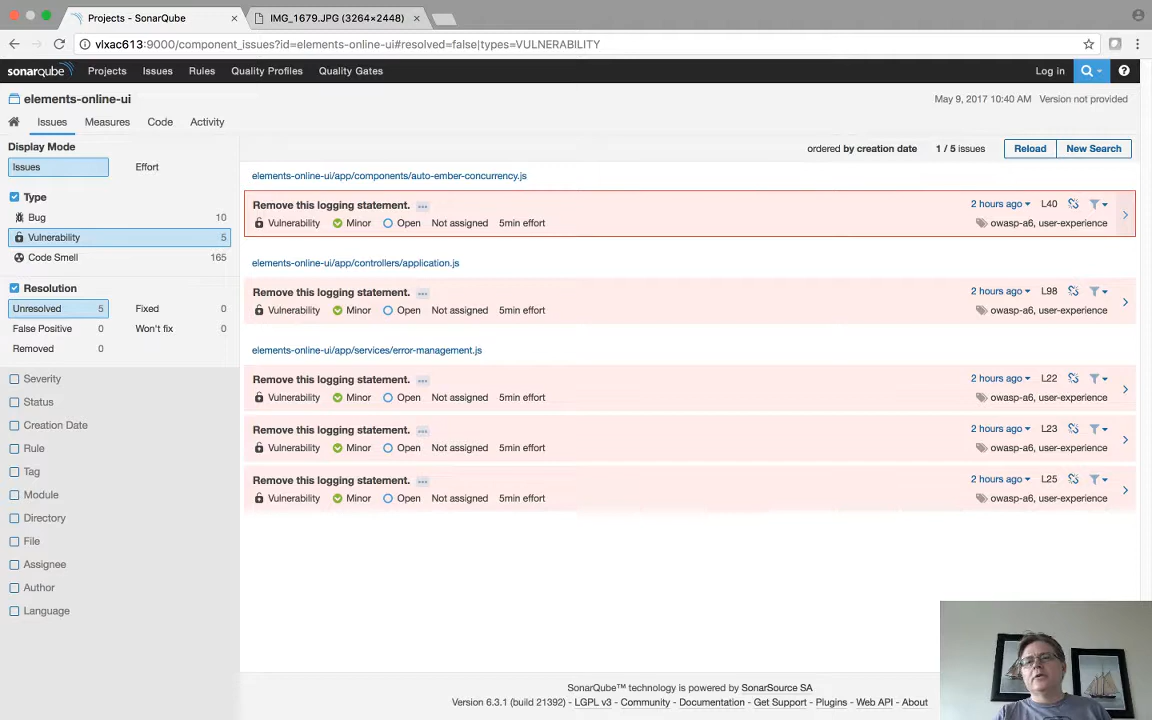 Projects - SonarQube
IMG_1679.JPG (3264×2448)
vlxac613:9000/component_issues?id=elements-online-ui#resolved=false|types=VULNERABILITY
sonarqube Projects Issues Rules Quality Profiles Quality Gates Log in
elements-online-ui
May 9, 2017 10:40 AM Version not provided
Issues Measures Code Activity
Display Mode
Issues Effort
ordered by creation date 1 / 5 issues Reload New Search
Type
Bug 10
Vulnerability 5
Code Smell 165
Resolution
Unresolved 5 Fixed 0
False Positive 0 Won't fix 0
Removed 0
Severity
Status
Creation Date
Rule
Tag
Module
Directory
File
Assignee
Author
Language
elements-online-ui/app/components/auto-ember-concurrency.js
Remove this logging statement. ... 2 hours ago L40
Vulnerability Minor Open Not assigned 5min effort owasp-a6, user-experience
elements-online-ui/app/controllers/application.js
Remove this logging statement. ... 2 hours ago L98
Vulnerability Minor Open Not assigned 5min effort owasp-a6, user-experience
elements-online-ui/app/services/error-management.js
Remove this logging statement. ... 2 hours ago L22
Vulnerability Minor Open Not assigned 5min effort owasp-a6, user-experience
Remove this logging statement. ... 2 hours ago L23
Vulnerability Minor Open Not assigned 5min effort owasp-a6, user-experience
Remove this logging statement. ... 2 hours ago L25
Vulnerability Minor Open Not assigned 5min effort owasp-a6, user-experience
SonarQube™ technology is powered by SonarSource SA
Version 6.3.1 (build 21392) - LGPL v3 - Community - Documentation - Get Support - Plugins - Web API - About